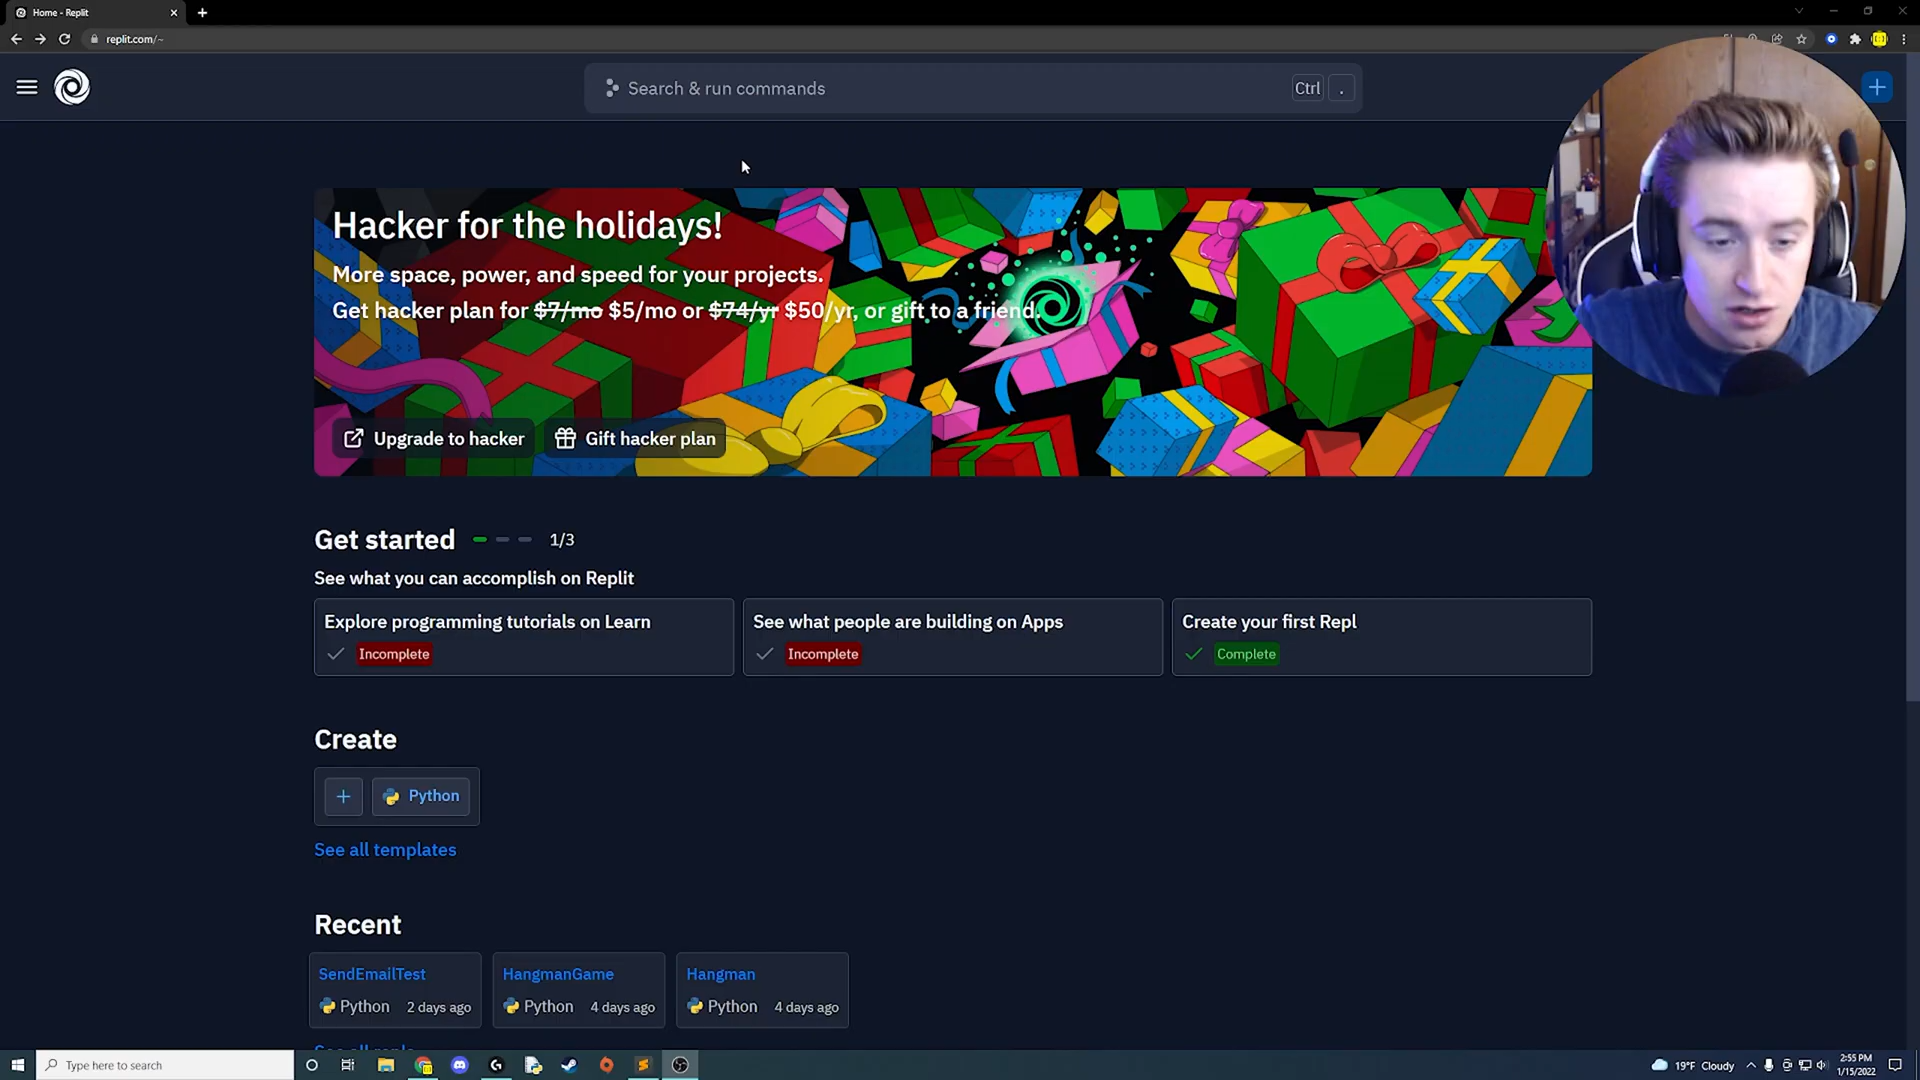 Home - Replit
replit.com/~
Search & run commands
Ctrl .
Hacker for the holidays!
More space, power, and speed for your projects.
Get hacker plan for $7/mo $5/mo or $74/yr $50/yr, or gift to a friend.
Upgrade to hacker
Gift hacker plan
Get started 1/3
See what you can accomplish on Replit
Explore programming tutorials on Learn
Incomplete
See what people are building on Apps
Incomplete
Create your first Repl
Complete
Create
Python
See all templates
Recent
SendEmailTest
Python 2 days ago
HangmanGame
Python 4 days ago
Hangman
Python 4 days ago
See all repls
Type here to search
19°F Cloudy
2:55 PM
1/15/2022